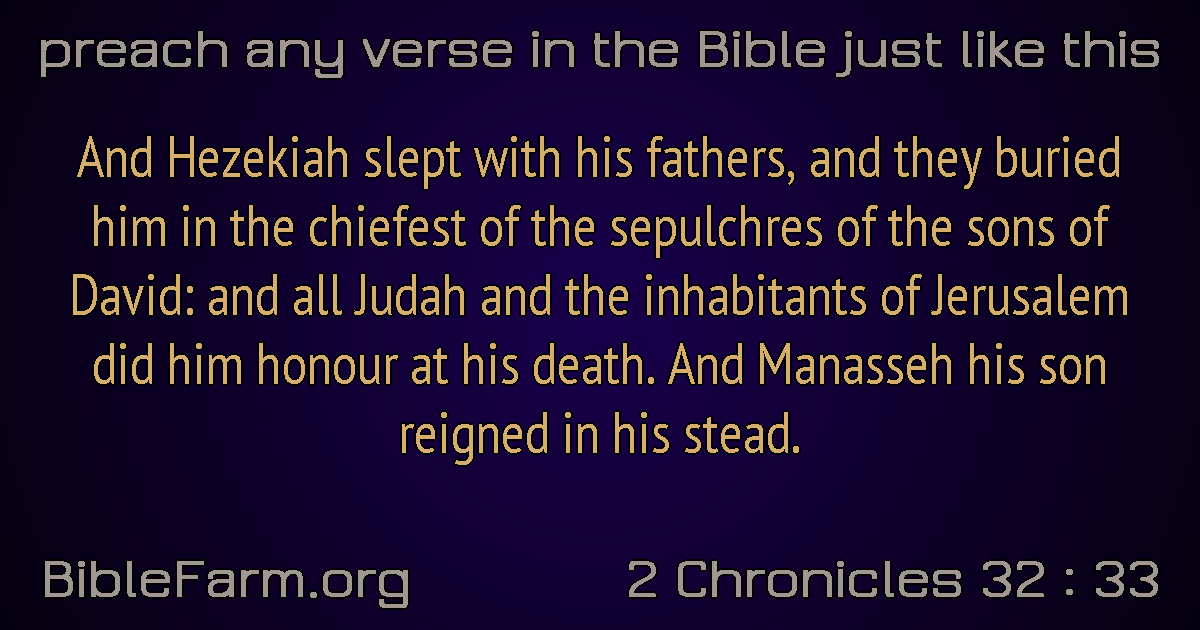 preach any verse in the Bible just like this
And Hezekiah slept with his fathers, and they buried
him in the chiefest of the sepulchres of the sons of
David: and all Judah and the inhabitants of Jerusalem
did him honour at his death. And Manasseh his son
reigned in his stead.
BibleFarm.org
2 Chronicles 32 : 33